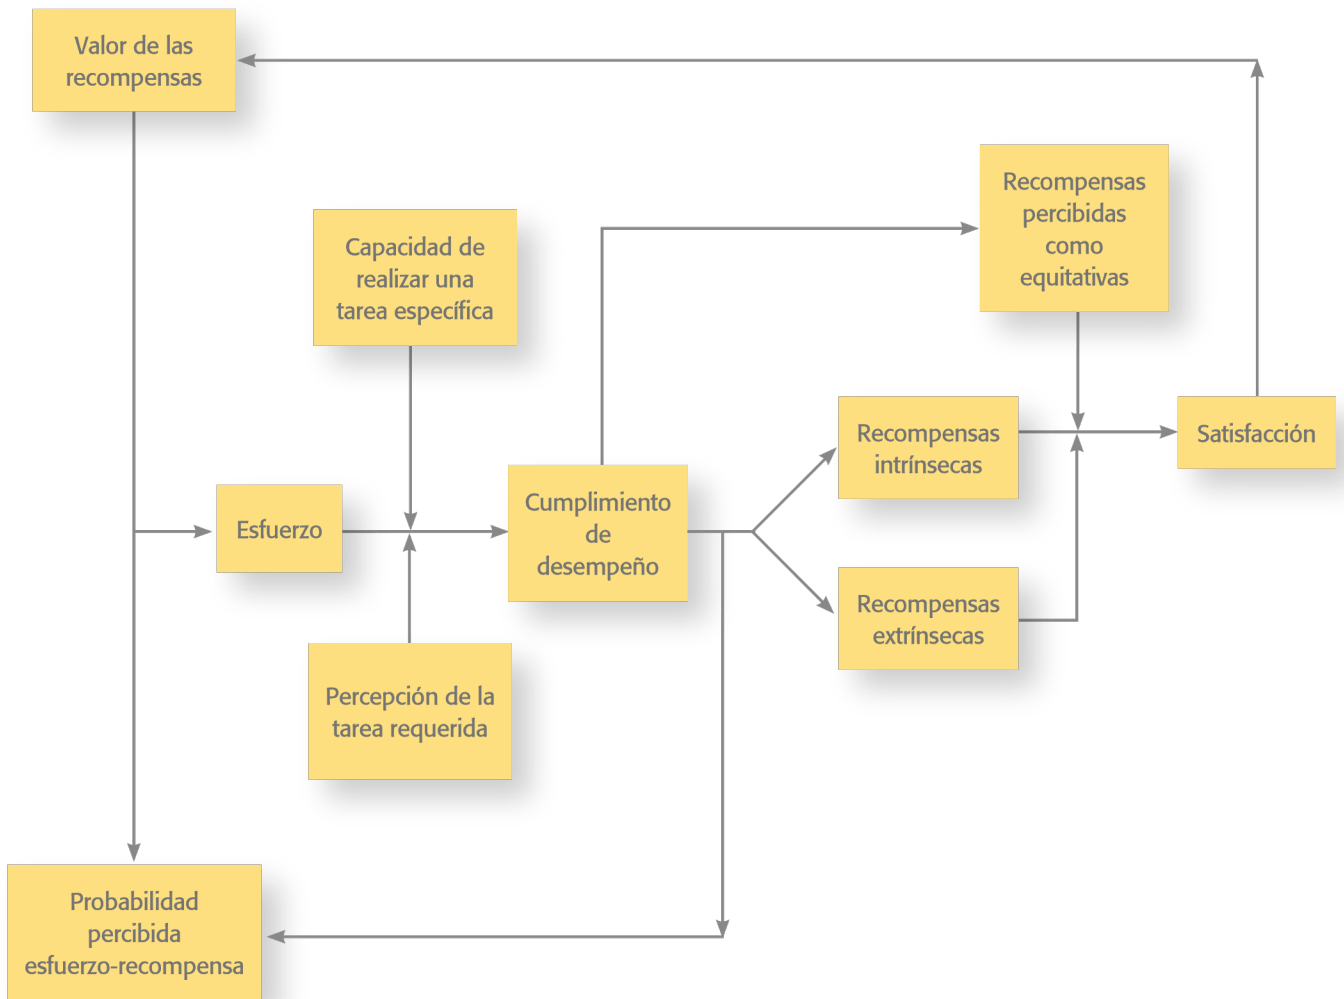 Valor de las
recompensas
Recompensas
percibidas
como
equitativas
Capacidad de
realizar una
tarea específica
Recompensas
intrínsecas
Satisfacción
Esfuerzo
Cumplimiento
de
desempeño
Recompensas
extrínsecas
Percepción de la
tarea requerida
Probabilidad
percibida
esfuerzo-recompensa